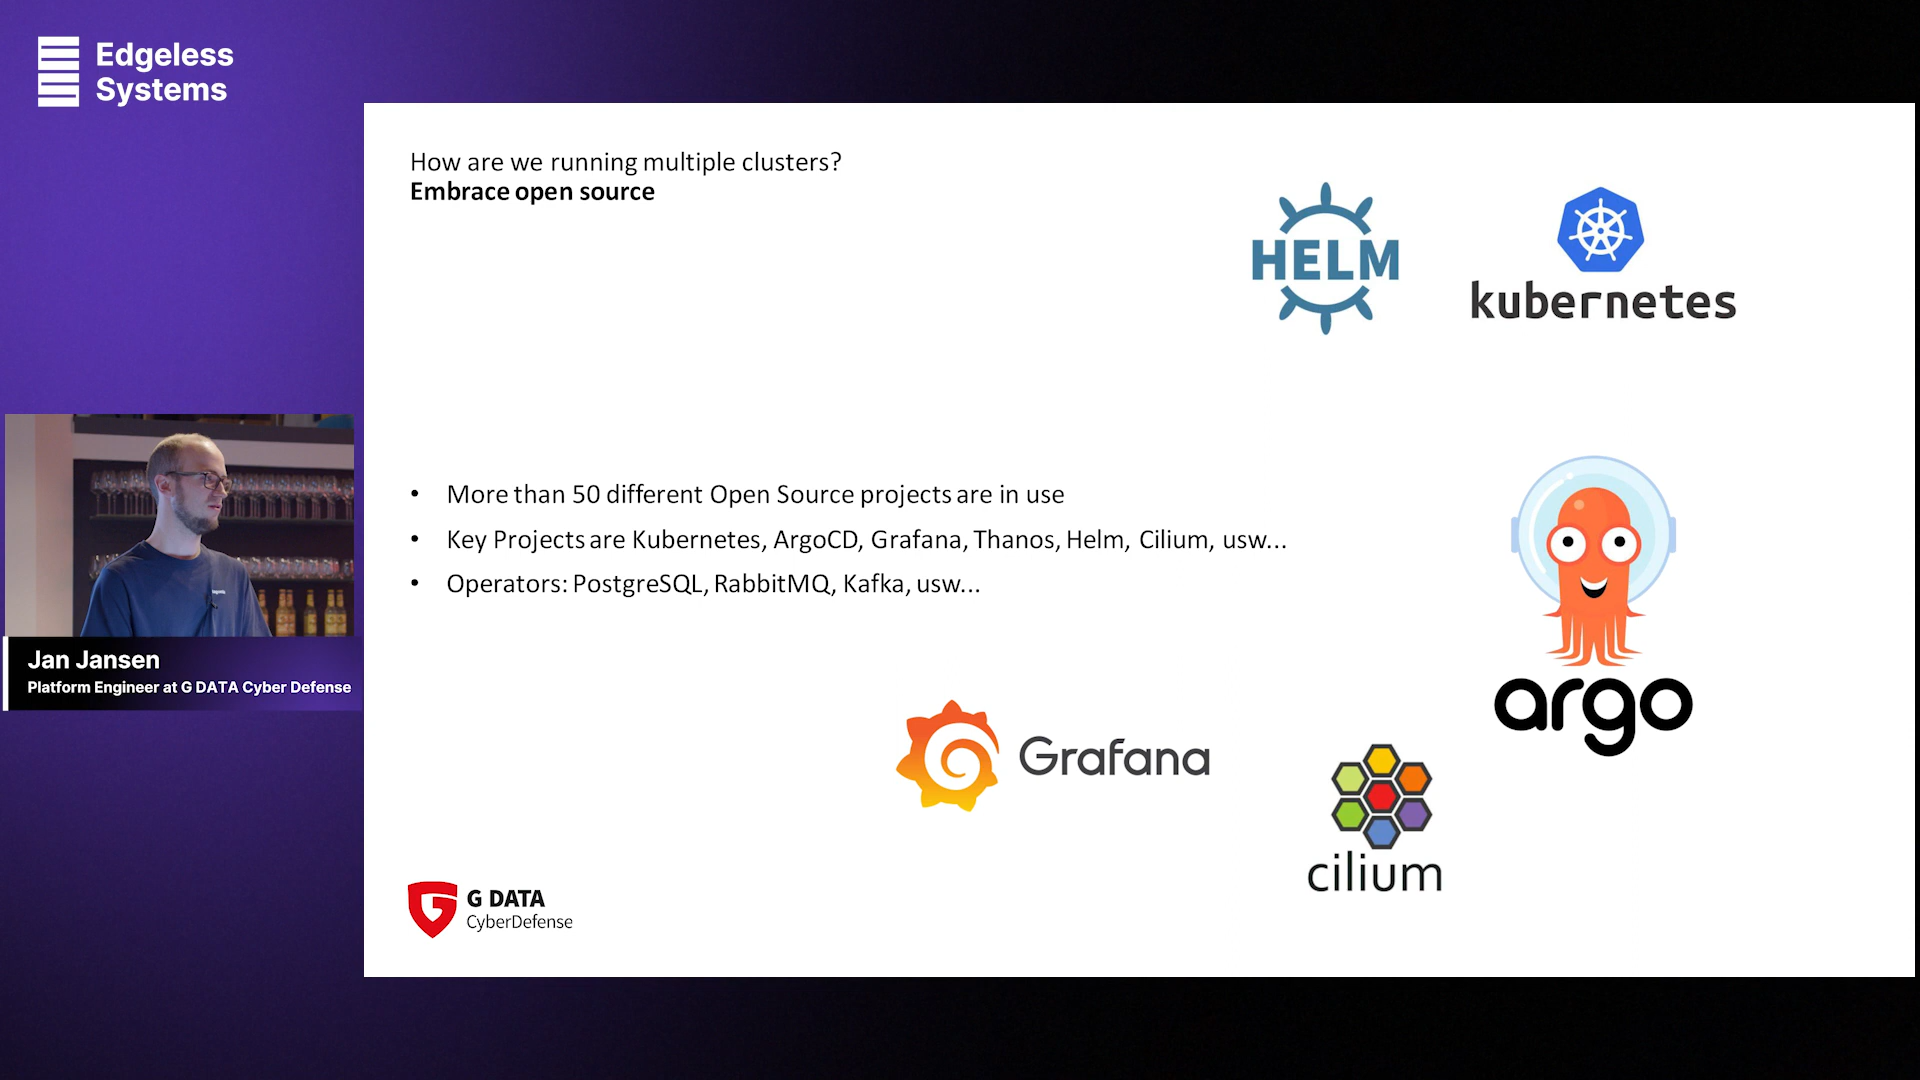 Edgeless
Systems
How are we running multiple clusters?
Embrace open source
HELM
kubernetes
• More than 50 different Open Source projects are in use
• Key Projects are Kubernetes, ArgoCD, Grafana, Thanos, Helm, Cilium, usw...
• Operators: PostgreSQL, RabbitMQ, Kafka, usw...
argo
Grafana
cilium
G DATA
CyberDefense
Jan Jansen
Platform Engineer at G DATA Cyber Defense